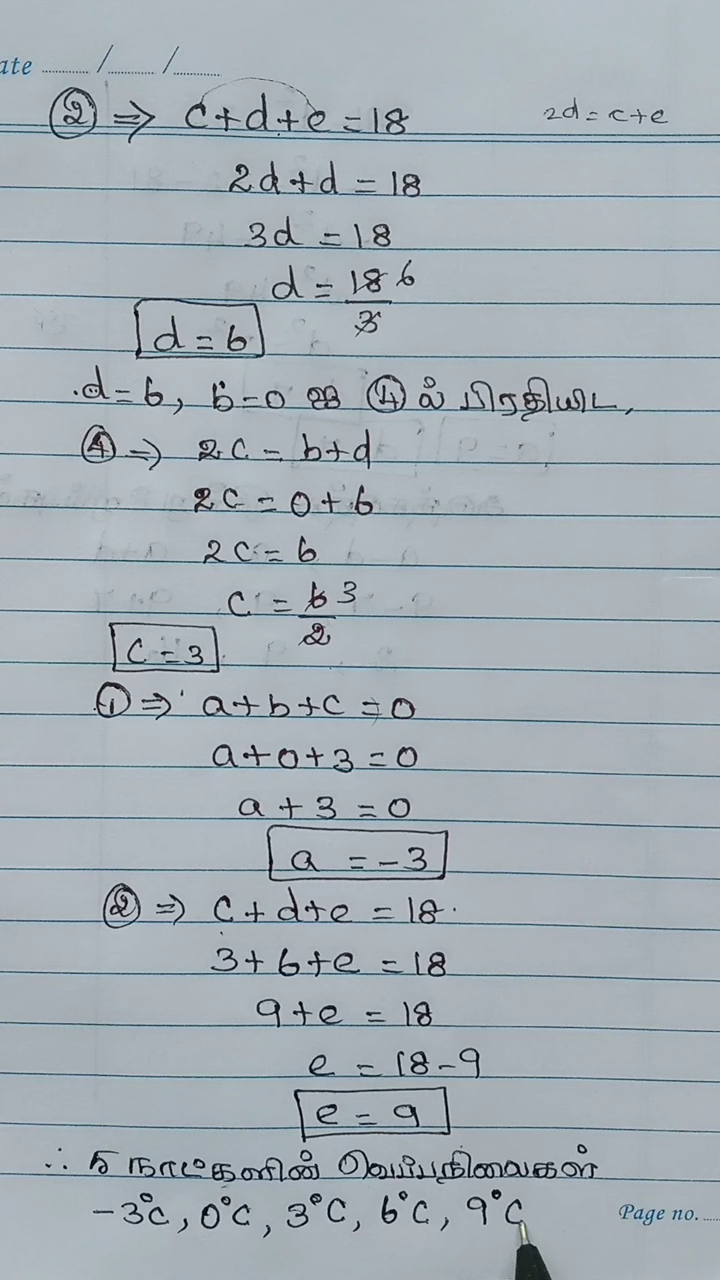 ate ......./......./.......
② ⇒ c+d+e = 18
2d = c+e
2d+d = 18
3d = 18
d = 18/3 6
d = 6
d=6, b=0 ஐ ④ ல் பிரதியிட,
④ ⇒ 2c = b+d
2c = 0+6
2c = 6
c = 6/2 3
c = 3
① ⇒ a+b+c = 0
a+0+3 = 0
a + 3 = 0
a = -3
② ⇒ c+d+e = 18.
3+6+e = 18
9+e = 18
e = 18-9
e = 9
∴ 5 நாட்களின் வெப்பநிலைகள்
-3°C, 0°C, 3°C, 6°C, 9°C
Page no. ......